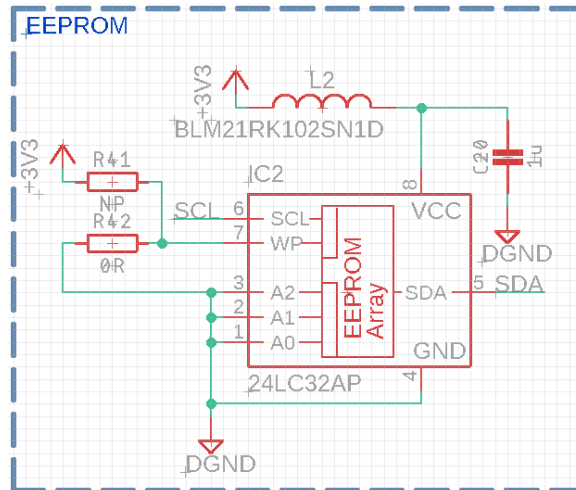 EEPROM
+3V3
L2
BLM21RK102SN1D
+3V3
R41
NP
R42
0R
IC2
C20
1u
DGND
SCL
6
SCL
7
WP
8
VCC
3
A2
2
A1
1
A0
EEPROM
Array
SDA
5
SDA
GND
4
24LC32AP
DGND